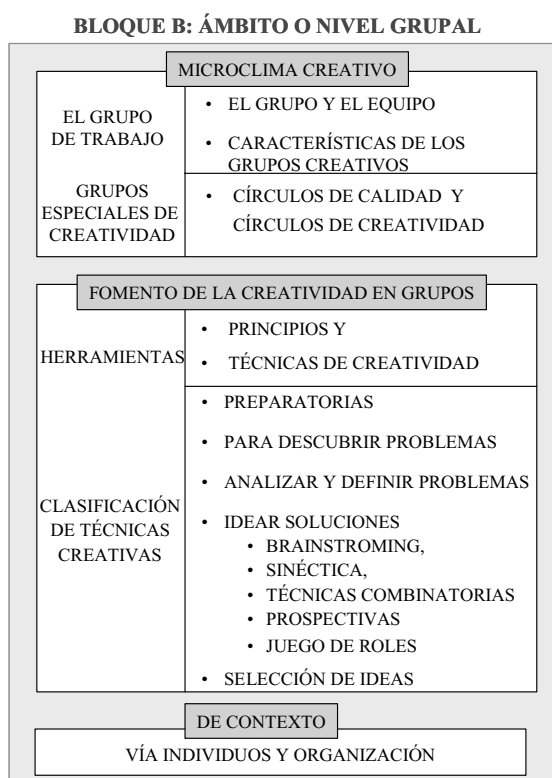 BLOQUE B: ÁMBITO O NIVEL GRUPAL
MICROCLIMA CREATIVO
EL GRUPO
DE TRABAJO
• EL GRUPO Y EL EQUIPO
• CARACTERÍSTICAS DE LOS
GRUPOS CREATIVOS
GRUPOS
ESPECIALES DE
CREATIVIDAD
• CÍRCULOS DE CALIDAD Y
CÍRCULOS DE CREATIVIDAD
FOMENTO DE LA CREATIVIDAD EN GRUPOS
HERRAMIENTAS
• PRINCIPIOS Y
• TÉCNICAS DE CREATIVIDAD
CLASIFICACIÓN
DE TÉCNICAS
CREATIVAS
• PREPARATORIAS
• PARA DESCUBRIR PROBLEMAS
• ANALIZAR Y DEFINIR PROBLEMAS
• IDEAR SOLUCIONES
• BRAINSTROMING,
• SINÉCTICA,
• TÉCNICAS COMBINATORIAS
• PROSPECTIVAS
• JUEGO DE ROLES
• SELECCIÓN DE IDEAS
DE CONTEXTO
VÍA INDIVIDUOS Y ORGANIZACIÓN